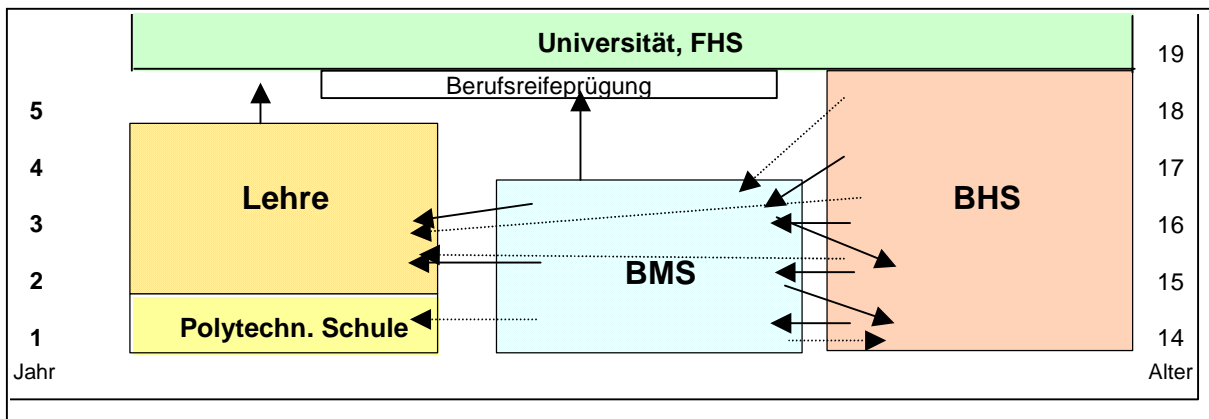 Universität, FHS
19
Berufsreifeprügung
5
18
4
17
Lehre
BHS
3
16
BMS
2
15
Polytechn. Schule
1
14
Jahr
Alter